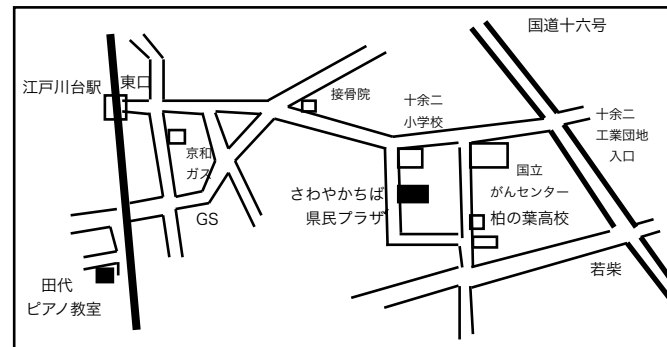 国道十六号
江戸川台駅
東口
接骨院
十余二
小学校
十余二
工業団地
入口
京和
ガス
国立
がんセンター
さわやかちば
県民プラザ
柏の葉高校
GS
若柴
田代
ピアノ教室